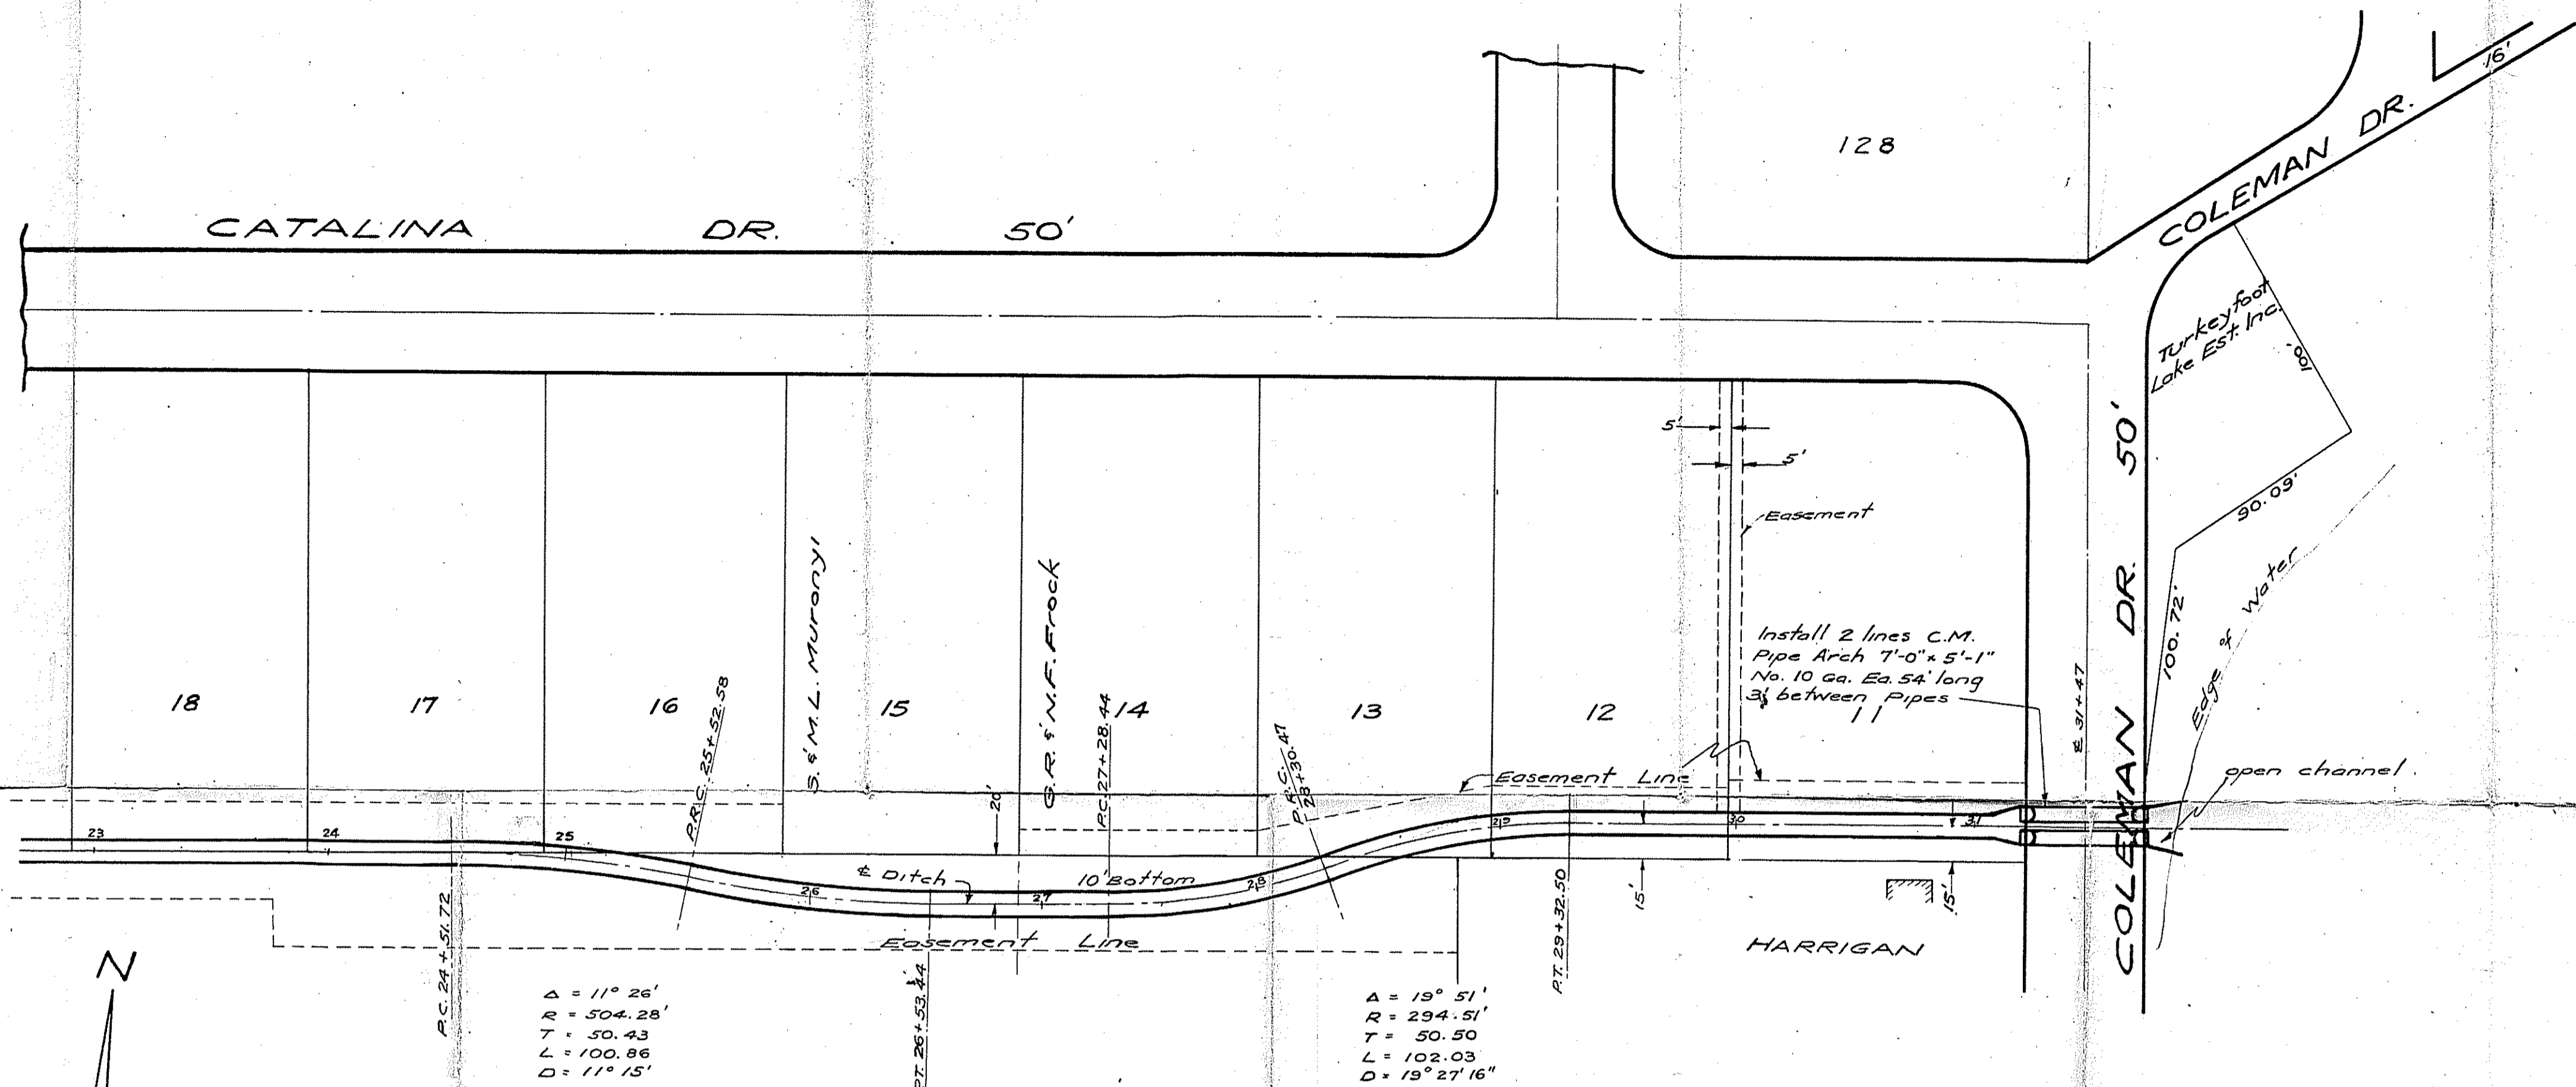 128
16'
COLEMAN DR.
CATALINA DR. 50'
Turkeyfoot
Lake Est. Inc.
100'
90.09'
100.72'
Edge of Water
open channel.
COLEMAN DR. 50'
℄ 31+47
5'
5'
Easement
Install 2 lines C.M.
Pipe Arch 7'-0" x 5'-1"
No. 10 Ga. Ea. 54' long
3' between Pipes
18
17
16
15
14
13
12
11
S. & M. L. Muronyi
G.R. & N.F. Frock
P.R.C. 25+52.58
P.C. 27+28.44
P.R.C.
28+30.47
Easement Line
20'
23
24
25
26
27
28
29
30
31
℄ Ditch
10' Bottom
15'
15'
Easement Line
HARRIGAN
N
P.C. 24+51.72
P.T. 26+53.44
P.T. 29+32.50
Δ = 11° 26'
R = 504.28'
T = 50.43
L = 100.86
D = 11° 15'
Δ = 19° 51'
R = 294.51'
T = 50.50
L = 102.03
D = 19° 27' 16"